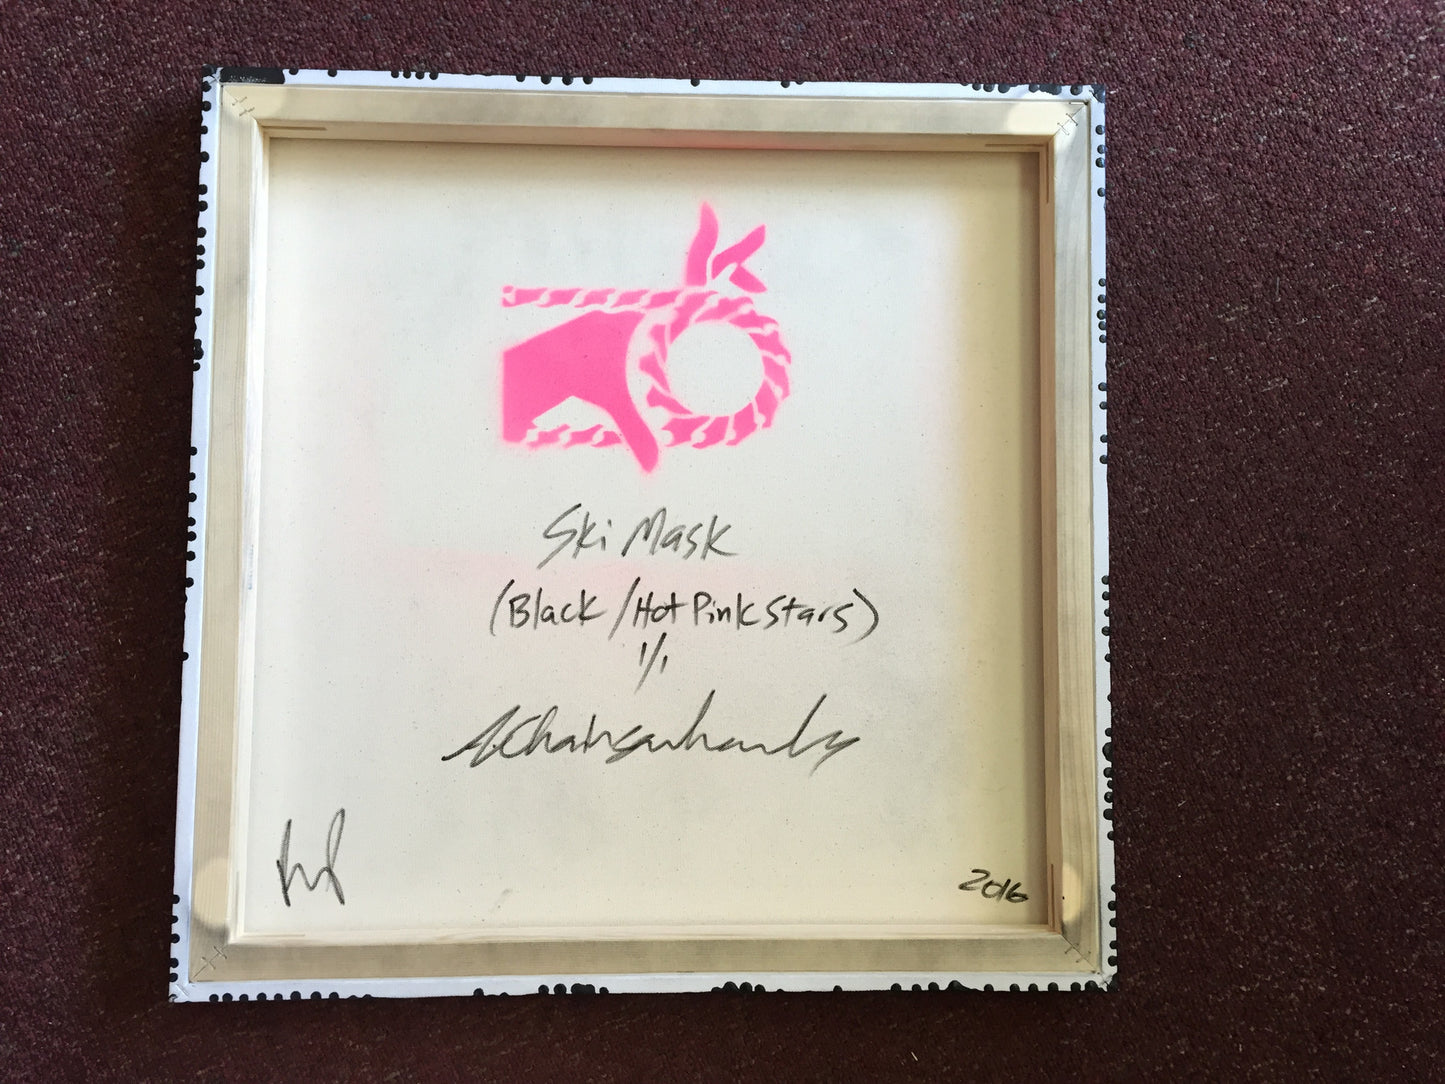 Ski Mask
(Black/Hot Pink Stars)
1/1
2016